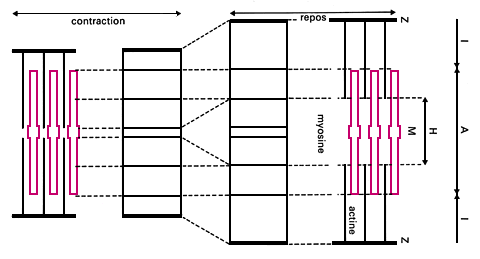 contraction
repos
Z
I
myosine
M
H
A
actine
I
Z